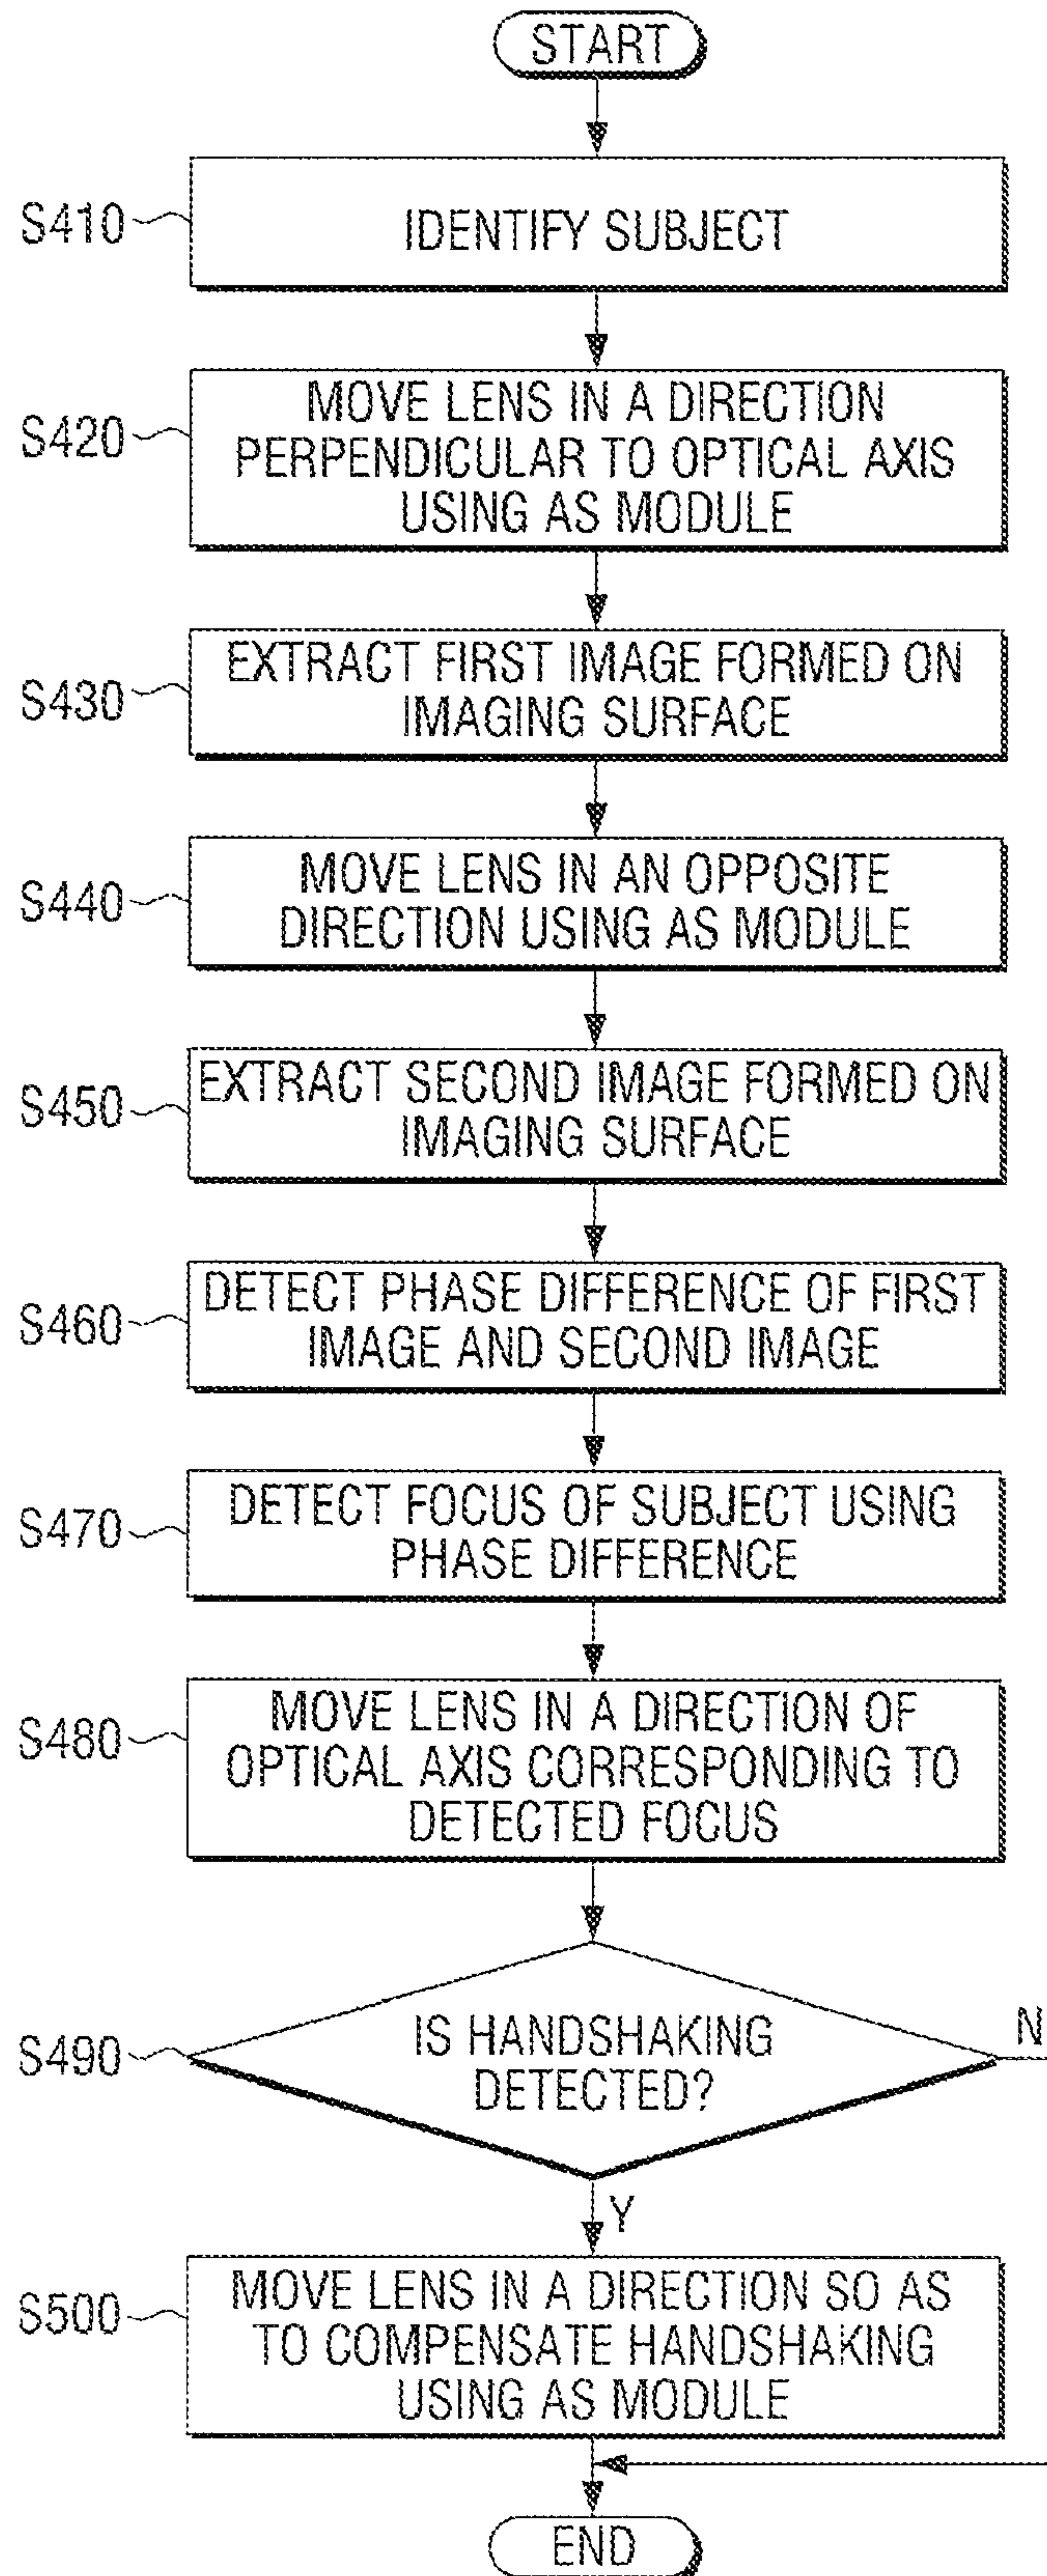 START
S410
IDENTIFY SUBJECT
S420
MOVE LENS IN A DIRECTION
PERPENDICULAR TO OPTICAL AXIS
USING AS MODULE
S430
EXTRACT FIRST IMAGE FORMED ON
IMAGING SURFACE
S440
MOVE LENS IN AN OPPOSITE
DIRECTION USING AS MODULE
S450
EXTRACT SECOND IMAGE FORMED ON
IMAGING SURFACE
S460
DETECT PHASE DIFFERENCE OF FIRST
IMAGE AND SECOND IMAGE
S470
DETECT FOCUS OF SUBJECT USING
PHASE DIFFERENCE
S480
MOVE LENS IN A DIRECTION OF
OPTICAL AXIS CORRESPONDING TO
DETECTED FOCUS
S490
IS HANDSHAKING
DETECTED?
N
Y
S500
MOVE LENS IN A DIRECTION SO AS
TO COMPENSATE HANDSHAKING
USING AS MODULE
END